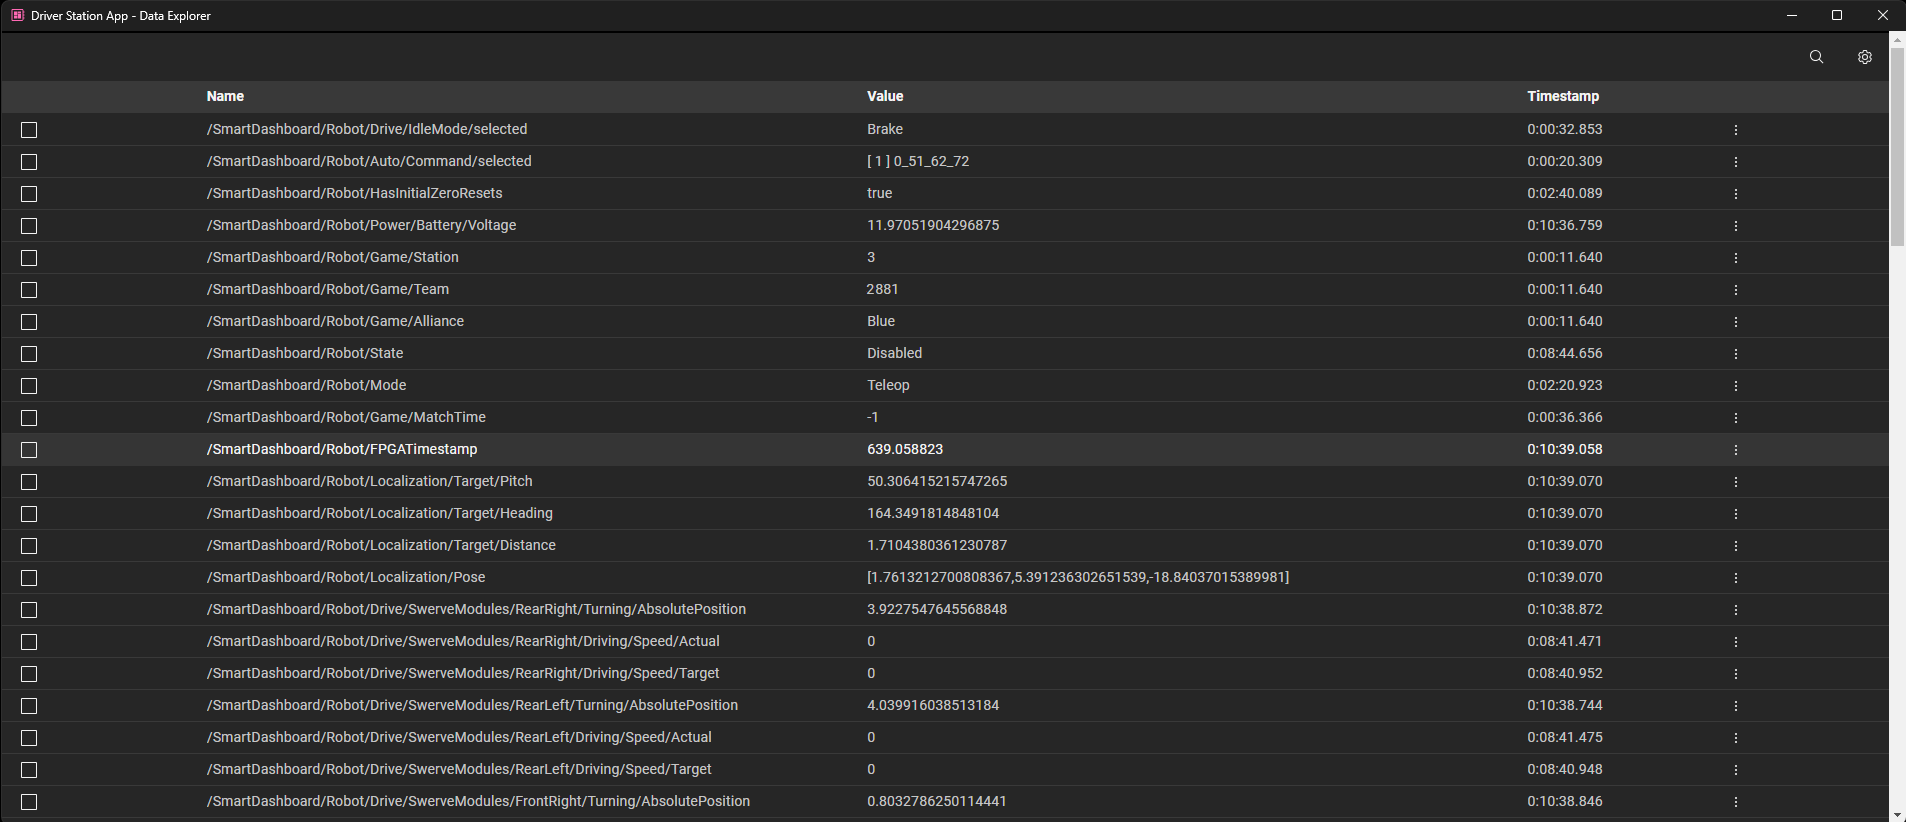 Driver Station App - Data Explorer
Name Value Timestamp
/SmartDashboard/Robot/Drive/IdleMode/selected Brake 0:00:32.853
/SmartDashboard/Robot/Auto/Command/selected [ 1 ] 0_51_62_72 0:00:20.309
/SmartDashboard/Robot/HasInitialZeroResets true 0:02:40.089
/SmartDashboard/Robot/Power/Battery/Voltage 11.97051904296875 0:10:36.759
/SmartDashboard/Robot/Game/Station 3 0:00:11.640
/SmartDashboard/Robot/Game/Team 2881 0:00:11.640
/SmartDashboard/Robot/Game/Alliance Blue 0:00:11.640
/SmartDashboard/Robot/State Disabled 0:08:44.656
/SmartDashboard/Robot/Mode Teleop 0:02:20.923
/SmartDashboard/Robot/Game/MatchTime -1 0:00:36.366
/SmartDashboard/Robot/FPGATimestamp 639.058823 0:10:39.058
/SmartDashboard/Robot/Localization/Target/Pitch 50.306415215747265 0:10:39.070
/SmartDashboard/Robot/Localization/Target/Heading 164.3491814848104 0:10:39.070
/SmartDashboard/Robot/Localization/Target/Distance 1.7104380361230787 0:10:39.070
/SmartDashboard/Robot/Localization/Pose [1.7613212700808367,5.391236302651539,-18.84037015389981] 0:10:39.070
/SmartDashboard/Robot/Drive/SwerveModules/RearRight/Turning/AbsolutePosition 3.9227547645568848 0:10:38.872
/SmartDashboard/Robot/Drive/SwerveModules/RearRight/Driving/Speed/Actual 0 0:08:41.471
/SmartDashboard/Robot/Drive/SwerveModules/RearRight/Driving/Speed/Target 0 0:08:40.952
/SmartDashboard/Robot/Drive/SwerveModules/RearLeft/Turning/AbsolutePosition 4.039916038513184 0:10:38.744
/SmartDashboard/Robot/Drive/SwerveModules/RearLeft/Driving/Speed/Actual 0 0:08:41.475
/SmartDashboard/Robot/Drive/SwerveModules/RearLeft/Driving/Speed/Target 0 0:08:40.948
/SmartDashboard/Robot/Drive/SwerveModules/FrontRight/Turning/AbsolutePosition 0.8032786250114441 0:10:38.846